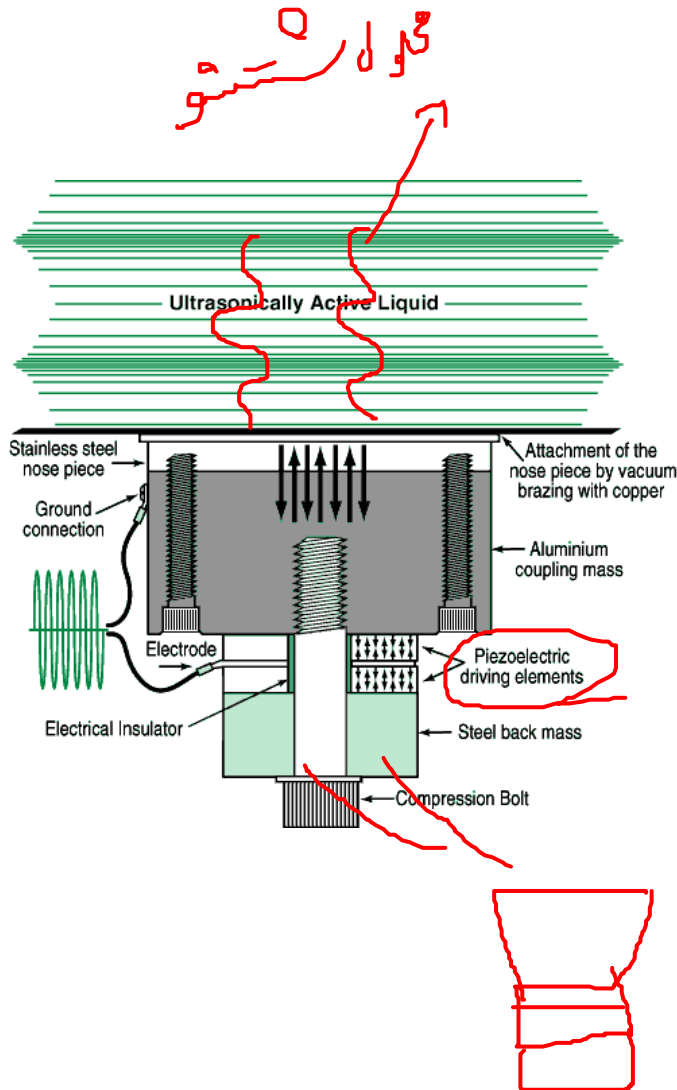 Ultrasonically Active Liquid
Stainless steel
nose piece
Attachment of the
nose piece by vacuum
brazing with copper
Ground
connection
Aluminium
coupling mass
Electrode
Piezoelectric
driving elements
Electrical Insulator
Steel back mass
Compression Bolt